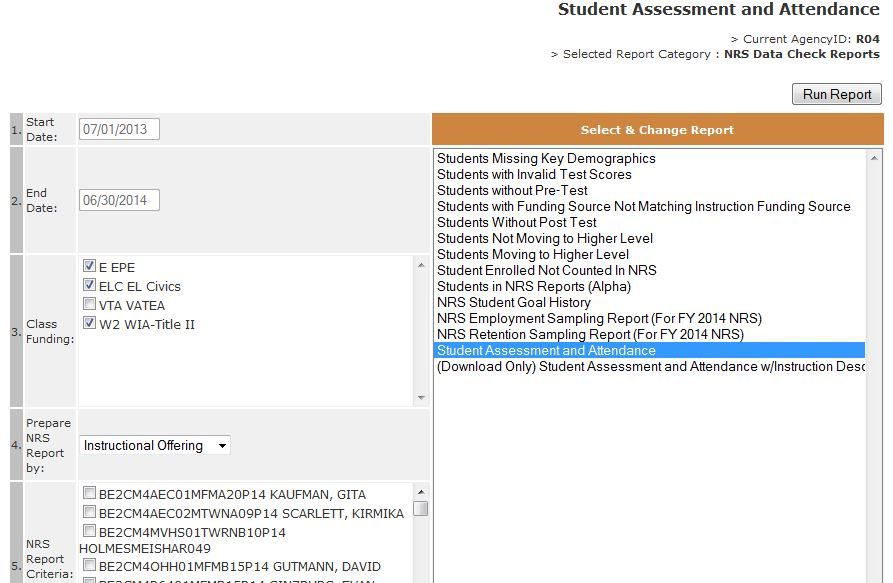 Student Assessment and Attendance
> Current AgencyID: R04
> Selected Report Category : NRS Data Check Reports
Run Report
1. Start Date:
07/01/2013
2. End Date:
06/30/2014
3. Class Funding:
E EPE
ELC EL Civics
VTA VATEA
W2 WIA-Title II
4. Prepare NRS Report by:
Instructional Offering
5. NRS Report Criteria:
BE2CM4AEC01MFMA20P14 KAUFMAN, GITA
BE2CM4AEC02MTWNA09P14 SCARLETT, KIRMIKA
BE2CM4MVHS01TWRNB10P14
HOLMESMEISHAR049
BE2CM4OHH01MFMB15P14 GUTMANN, DAVID
Select & Change Report
Students Missing Key Demographics
Students with Invalid Test Scores
Students without Pre-Test
Students with Funding Source Not Matching Instruction Funding Source
Students Without Post Test
Students Not Moving to Higher Level
Students Moving to Higher Level
Student Enrolled Not Counted In NRS
Students in NRS Reports (Alpha)
NRS Student Goal History
NRS Employment Sampling Report (For FY 2014 NRS)
NRS Retention Sampling Report (For FY 2014 NRS)
Student Assessment and Attendance
(Download Only) Student Assessment and Attendance w/Instruction Desc